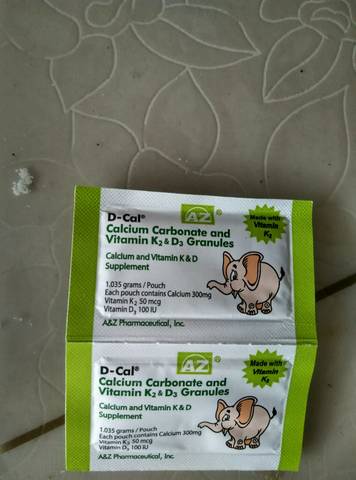 AZ®
D-Cal®
Calcium Carbonate and
Vitamin K2 & D3 Granules
Made with
Vitamin
K2
Calcium and Vitamin K & D
Supplement
1.035 grams / Pouch
Each pouch contains Calcium 300mg
Vitamin K2 50 mcg
Vitamin D3 100 IU
A&Z Pharmaceutical, Inc.
AZ®
D-Cal®
Calcium Carbonate and
Vitamin K2 & D3 Granules
Made with
Vitamin
K2
Calcium and Vitamin K & D
Supplement
1.035 grams / Pouch
Each pouch contains Calcium 300mg
Vitamin K2 50 mcg
Vitamin D3 100 IU
A&Z Pharmaceutical, Inc.